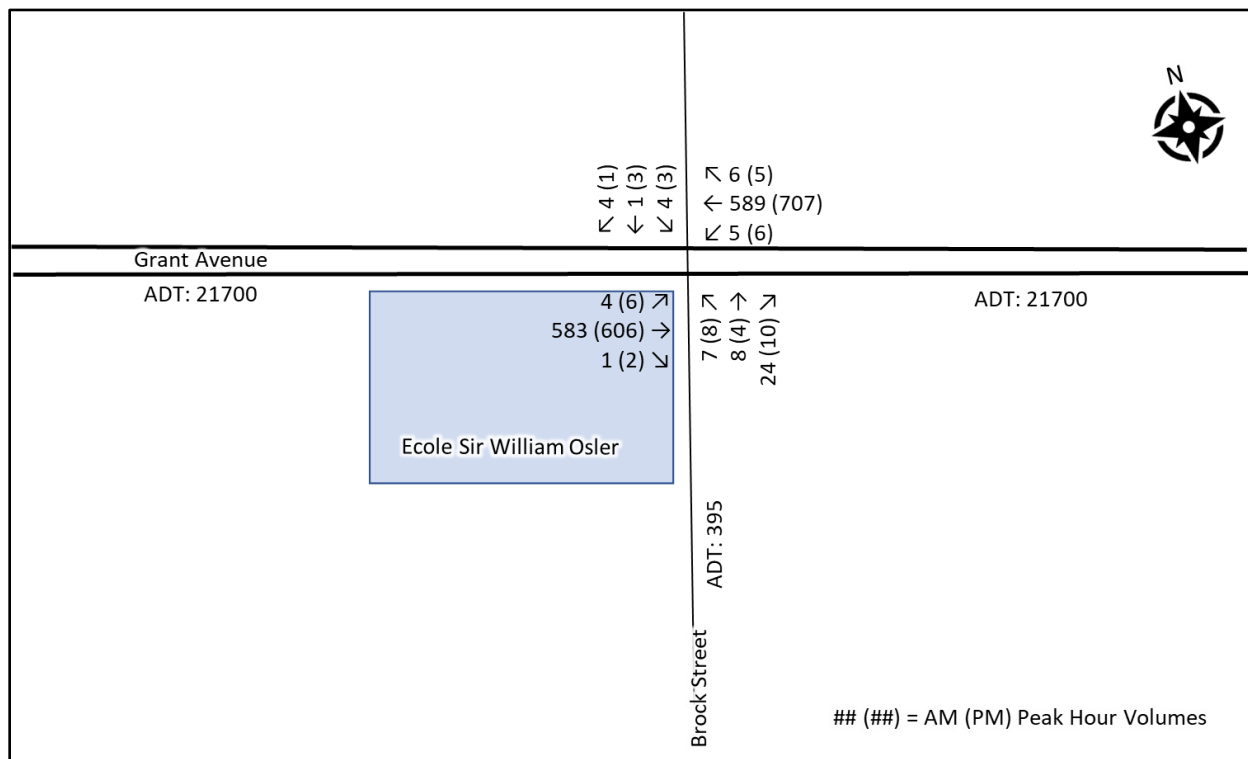 N
↙ 4 (1)
↓ 1 (3)
↙ 4 (3)
↖ 6 (5)
← 589 (707)
↙ 5 (6)
Grant Avenue
ADT: 21700
ADT: 21700
4 (6) ↗
583 (606) →
1 (2) ↘
7 (8) ↖
8 (4) ↑
24 (10) ↗
Ecole Sir William Osler
ADT: 395
Brock Street
## (##) = AM (PM) Peak Hour Volumes